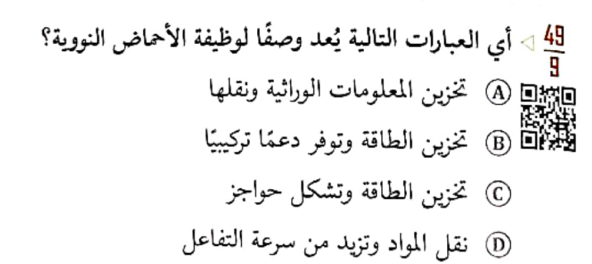 49/9 ◁ أي العبارات التالية يُعد وصفًا لوظيفة الأحماض النووية؟
Ⓐ تخزين المعلومات الوراثية ونقلها
Ⓑ تخزين الطاقة وتوفر دعمًا تركيبيًا
Ⓒ تخزين الطاقة وتشكل حواجز
Ⓓ نقل المواد وتزيد من سرعة التفاعل